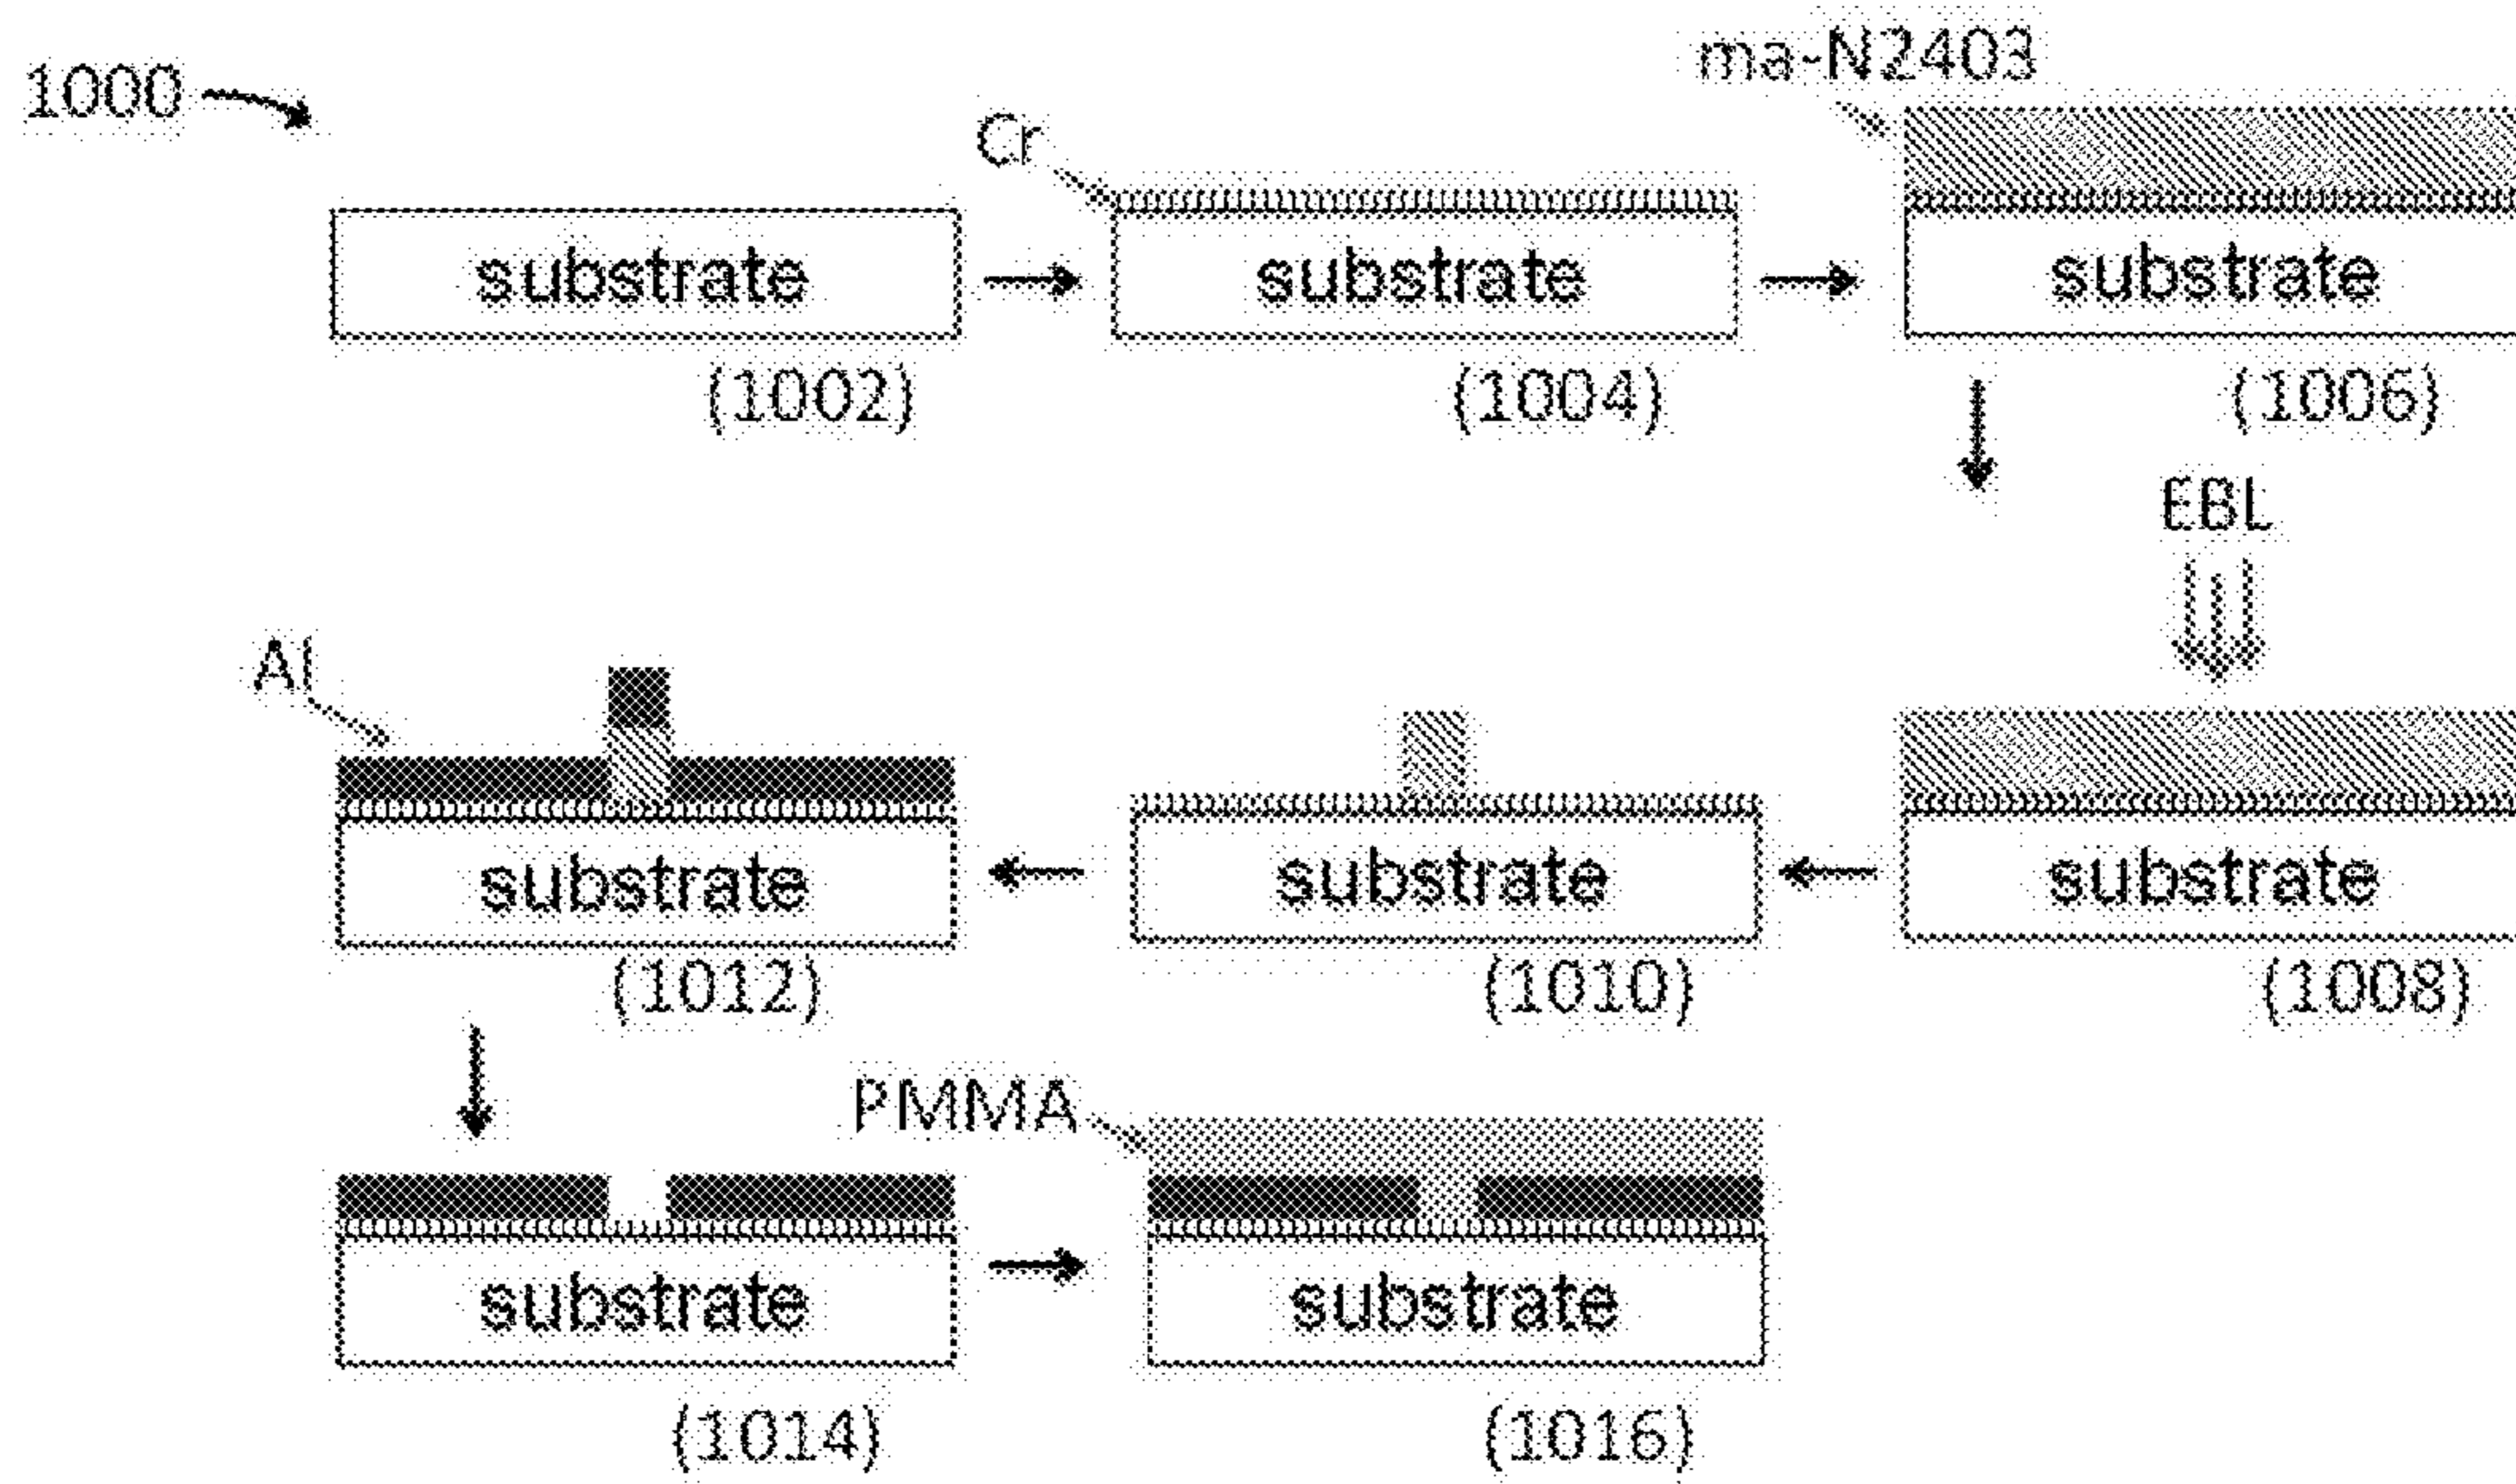 1000
Cr
ma-N2403
substrate
substrate
substrate
(1002)
(1004)
(1006)
EBL
Al
substrate
substrate
substrate
(1012)
(1010)
(1008)
PMMA
substrate
substrate
(1014)
(1016)